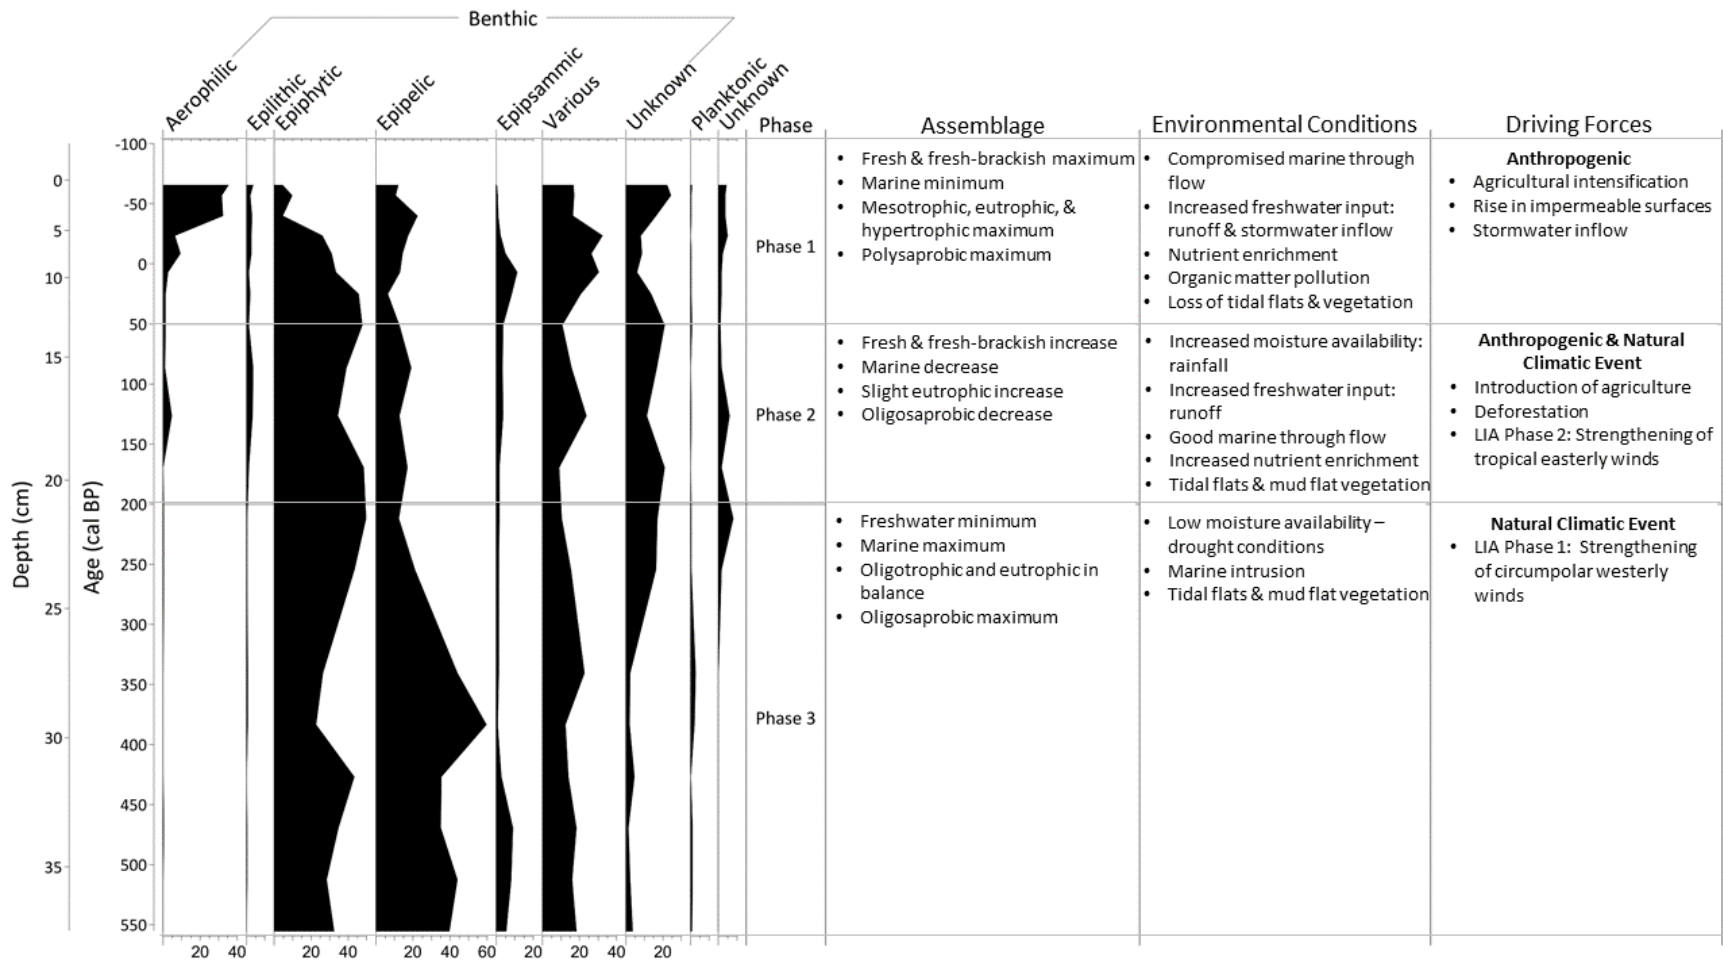 Benthic
Aerophilic
Epilithic
Epiphytic
Epipelic
Epipsammic
Various
Unknown
Planktonic
Unknown
Phase
Assemblage
Environmental Conditions
Driving Forces
Depth (cm)
0
5
10
15
20
25
30
35
Age (cal BP)
-100
-50
0
50
100
150
200
250
300
350
400
450
500
550
20 40
20 40
20 40 60
20
20 40
20
Phase 1
• Fresh & fresh-brackish maximum
• Marine minimum
• Mesotrophic, eutrophic, &
hypertrophic maximum
• Polysaprobic maximum
• Compromised marine through
flow
• Increased freshwater input:
runoff & stormwater inflow
• Nutrient enrichment
• Organic matter pollution
• Loss of tidal flats & vegetation
Anthropogenic
• Agricultural intensification
• Rise in impermeable surfaces
• Stormwater inflow
Phase 2
• Fresh & fresh-brackish increase
• Marine decrease
• Slight eutrophic increase
• Oligosaprobic decrease
• Increased moisture availability:
rainfall
• Increased freshwater input:
runoff
• Good marine through flow
• Increased nutrient enrichment
• Tidal flats & mud flat vegetation
Anthropogenic & Natural
Climatic Event
• Introduction of agriculture
• Deforestation
• LIA Phase 2: Strengthening of
tropical easterly winds
Phase 3
• Freshwater minimum
• Marine maximum
• Oligotrophic and eutrophic in
balance
• Oligosaprobic maximum
• Low moisture availability –
drought conditions
• Marine intrusion
• Tidal flats & mud flat vegetation
Natural Climatic Event
• LIA Phase 1: Strengthening
of circumpolar westerly
winds